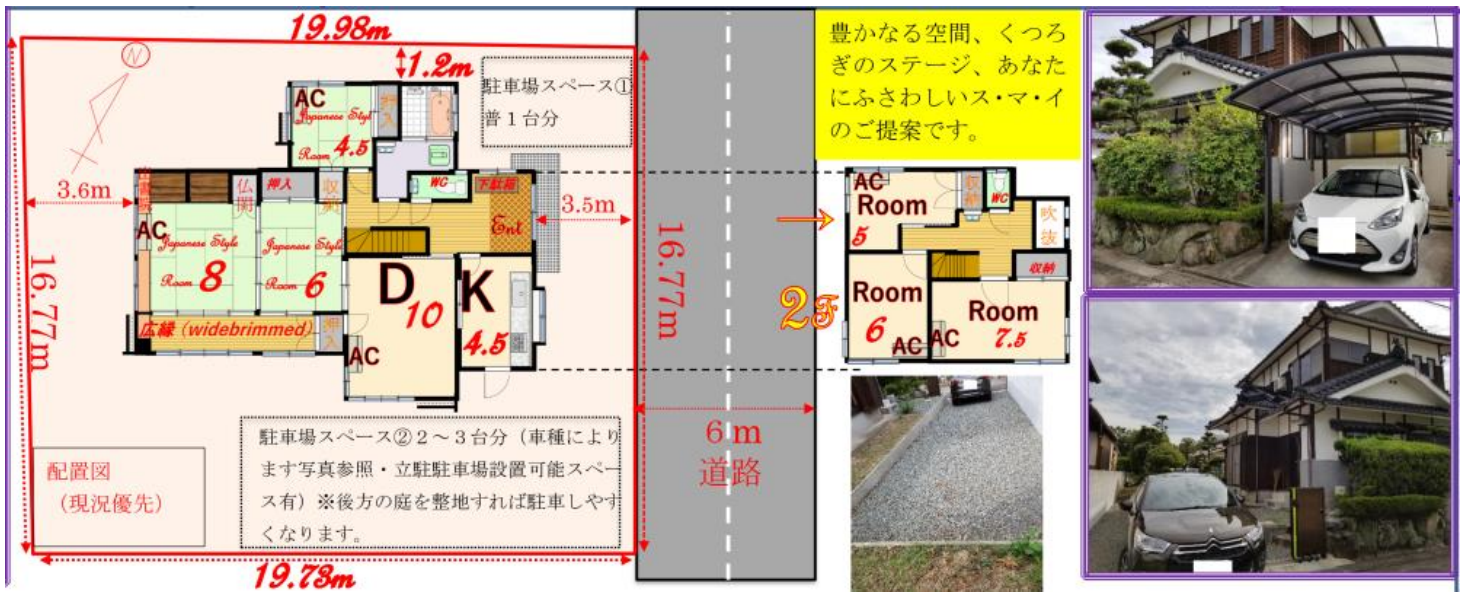 19.98m
N
1.2m
駐車場スペース①
普1台分
AC
Japanese Style
Room 4.5
押入
3.6m
仏間
押入
収納
WC
下駄箱
3.5m
AC
Japanese Style
Room 8
Japanese Style
Room 6
Ent
D
10
K
4.5
AC
広縁(widebrimmed)
押入
16.77m
16.77m
配置図
(現況優先)
駐車場スペース②2～3台分(車種により
ます写真参照・立駐駐車場設置可能スペー
ス有)※後方の庭を整地すれば駐車しやす
くなります。
19.73m
6m
道路
豊かなる空間、くつろ
ぎのステージ、あなた
にふさわしいス・マ・イ
のご提案です。
2F
AC
Room
5
収納
WC
吹抜
収納
Room
6
AC
AC
Room
7.5